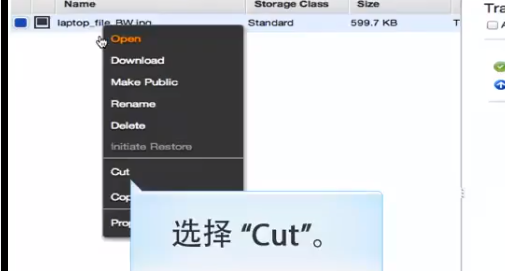 Name Storage Class Size
laptop_file_BW.jpg Standard 599.7 KB
Open
Download
Make Public
Rename
Delete
Initiate Restore
Cut
选择 “Cut”。